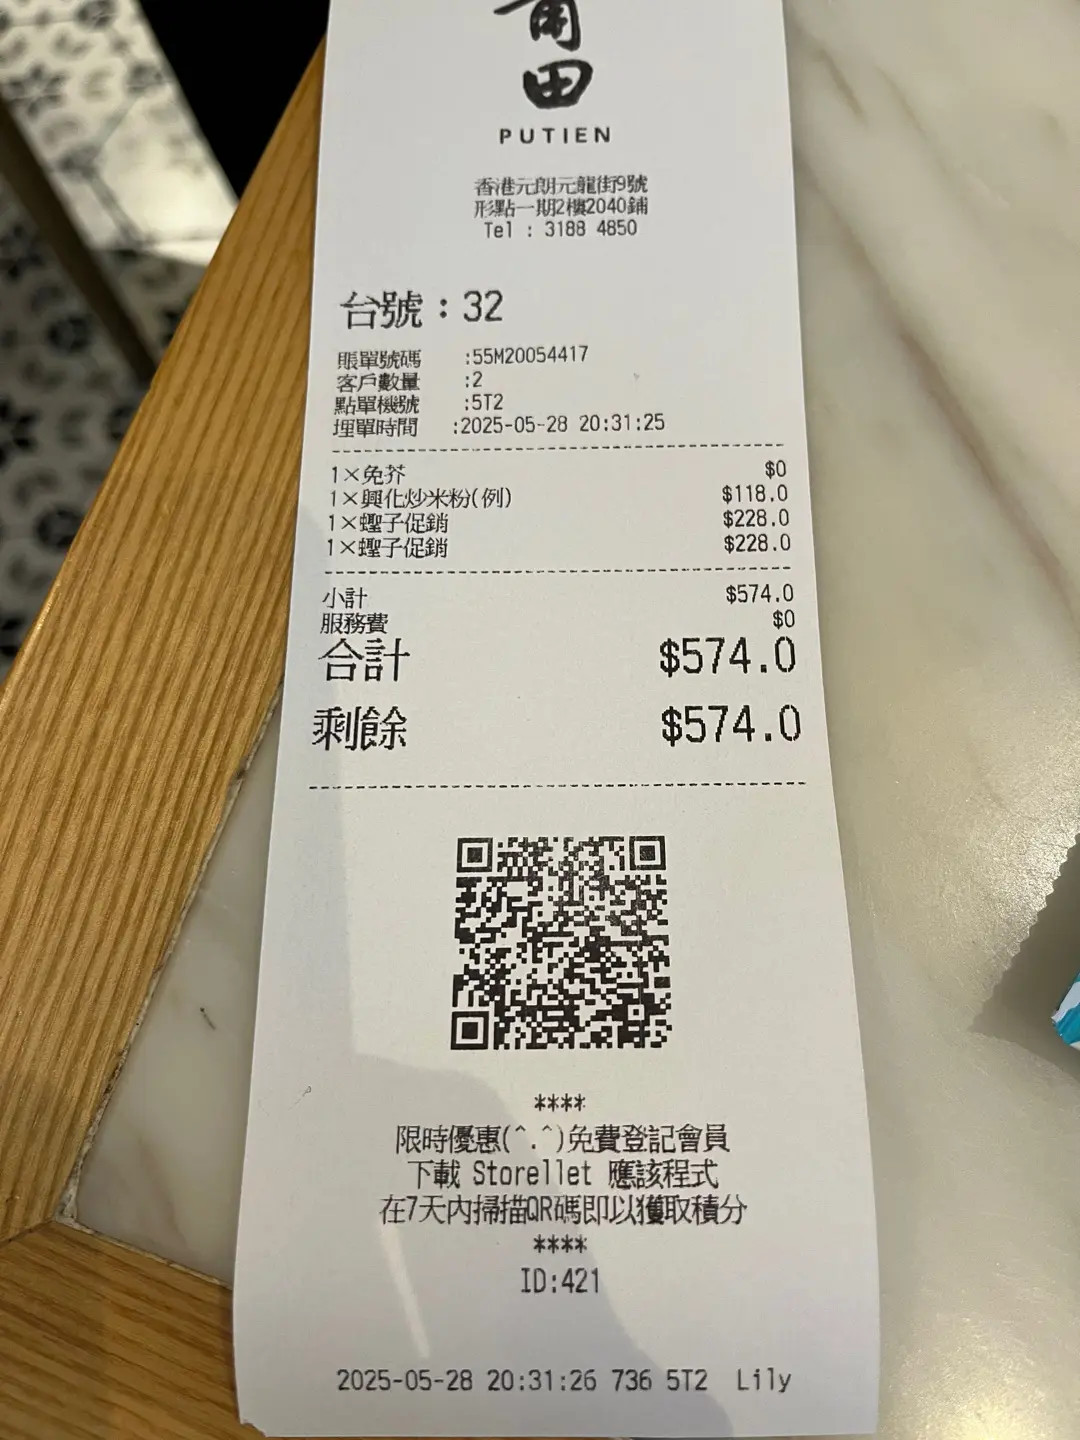 莆田
PUTIEN
香港元朗元龍街9號
形點一期2樓2040鋪
Tel : 3188 4850
台號：32
賬單號碼 :55M20054417
客戶數量 :2
點單機號 :5T2
埋單時間 :2025-05-28 20:31:25
1×免芥 $0
1×興化炒米粉(例) $118.0
1×蟶子促銷 $228.0
1×蟶子促銷 $228.0
小計 $574.0
服務費 $0
合計 $574.0
剩餘 $574.0
****
限時優惠(^.^)免費登記會員
下載 Storellet 應該程式
在7天內掃描QR碼即以獲取積分
****
ID:421
2025-05-28 20:31:26 736 5T2 Lily